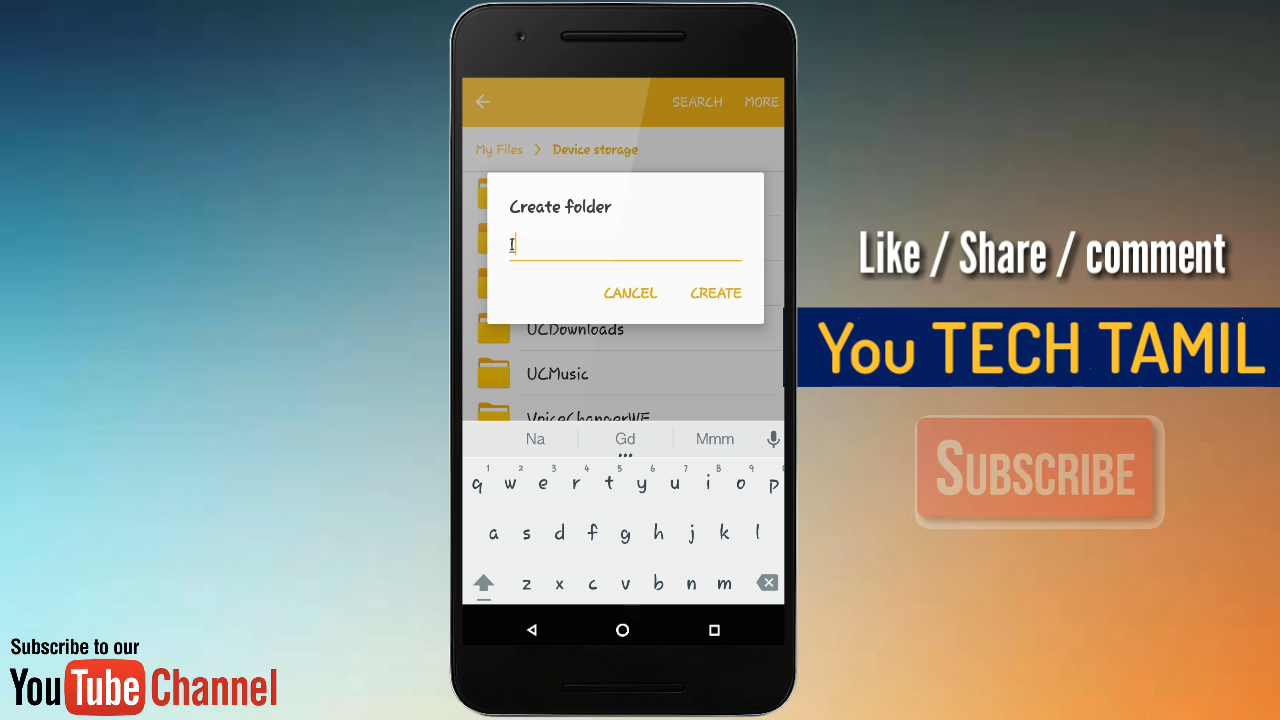 SEARCH MORE
My Files > Device storage
Create folder
I
CANCEL CREATE
UCDownloads
UCMusic
VoiceChangerWE
Na Gd Mmm
1 2 3 4 5 6 7 8 9 0
q w e r t y u i o p
a s d f g h j k l
z x c v b n m
Like / Share / comment
You TECH TAMIL
SUBSCRIBE
Subscribe to our
YouTube Channel